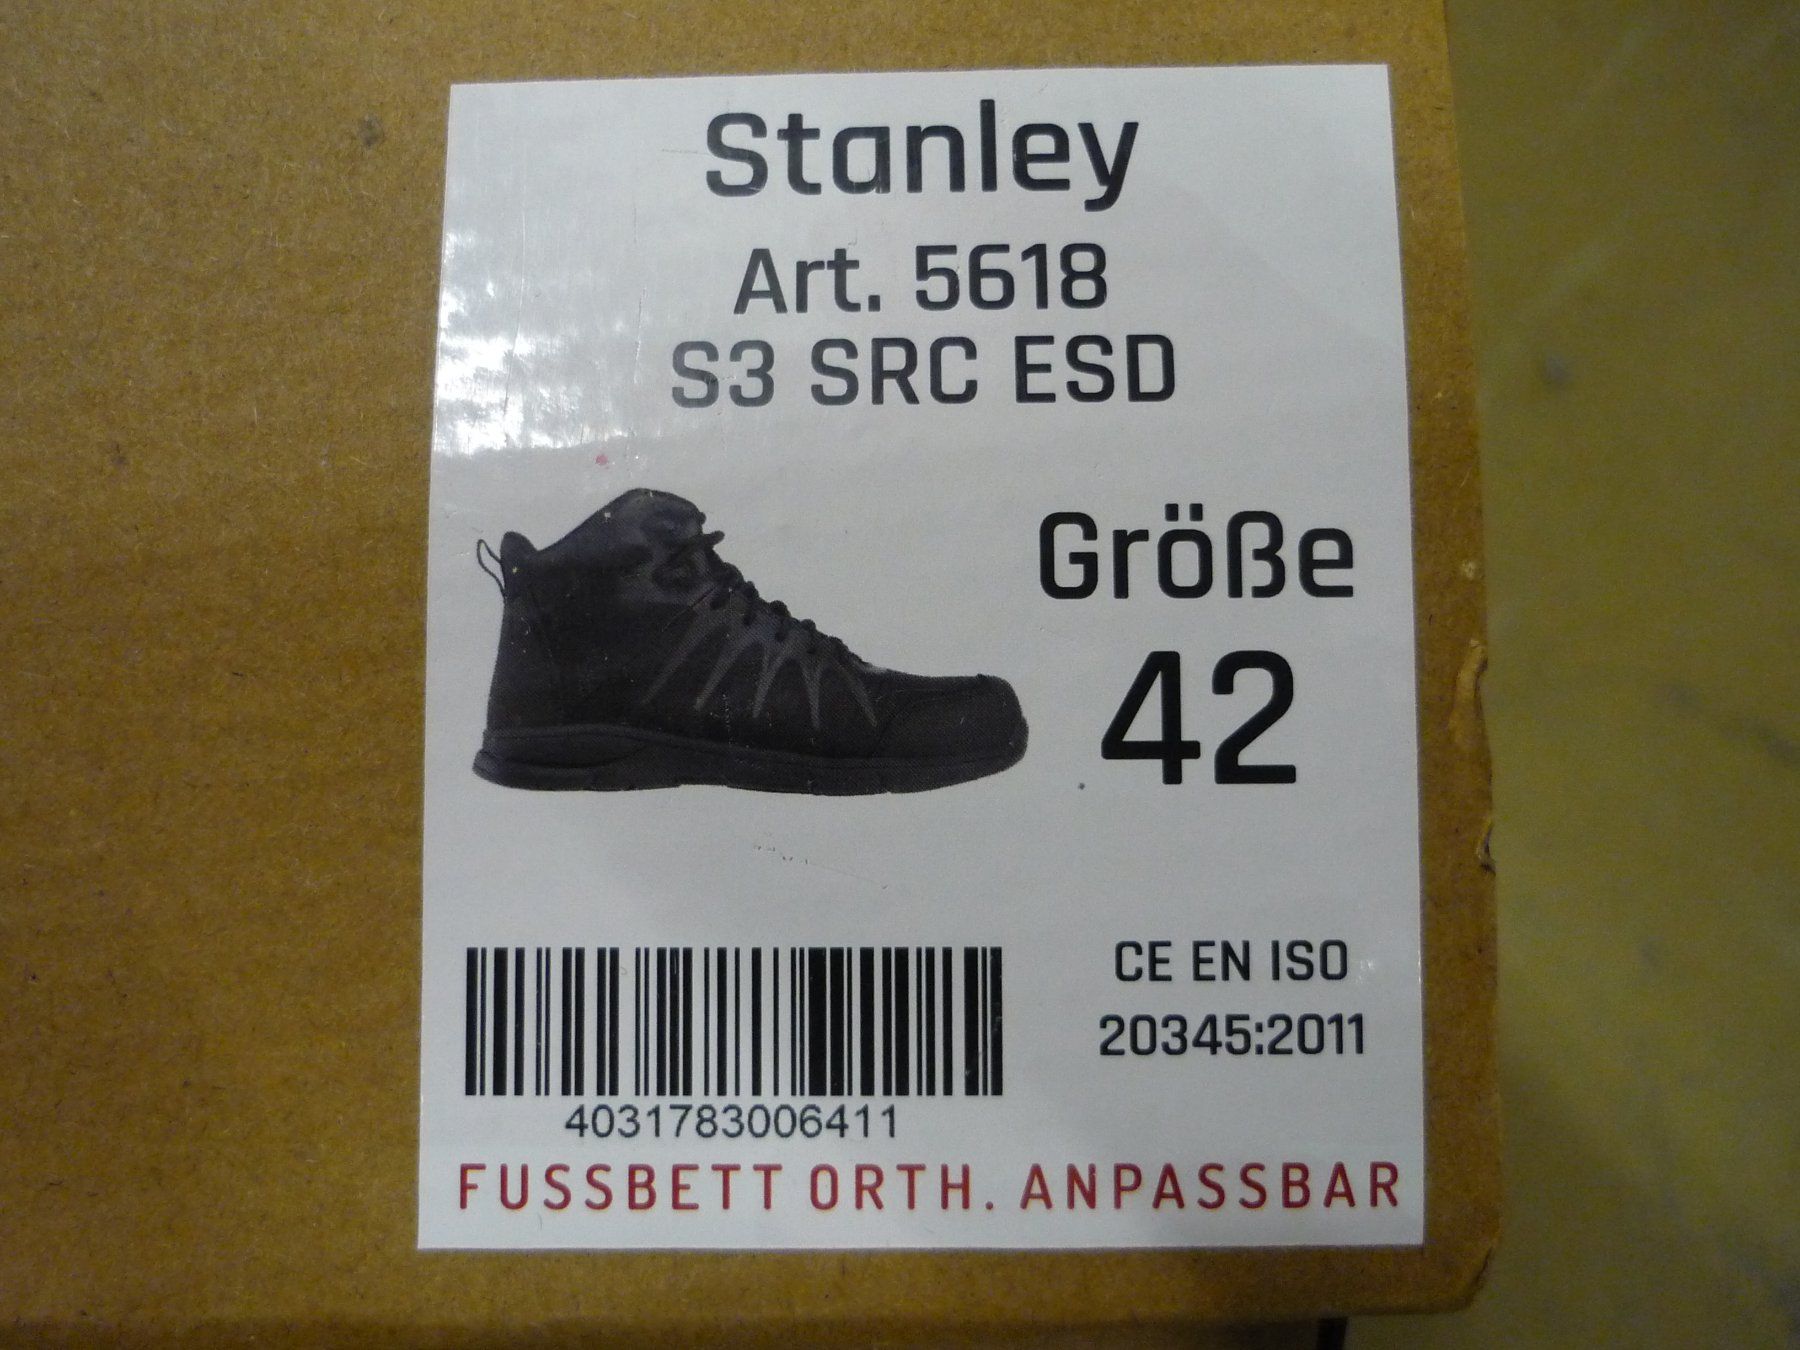 Stanley
Art. 5618
S3 SRC ESD
Größe
42
CE EN ISO
20345:2011
4031783006411
FUSSBETT ORTH. ANPASSBAR